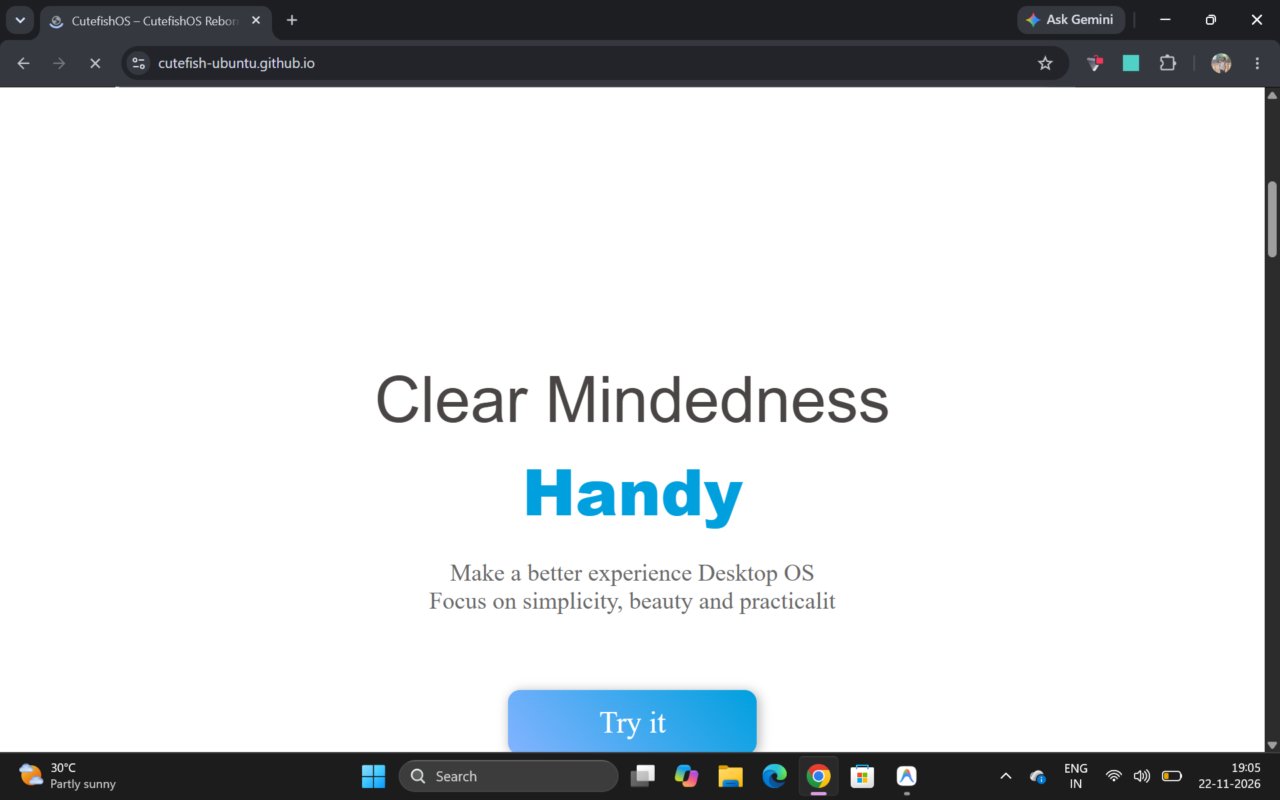 CutefishOS – CutefishOS Rebor
Ask Gemini
cutefish-ubuntu.github.io
Clear Mindedness
Handy
Make a better experience Desktop OS
Focus on simplicity, beauty and practicalit
Try it
30°C
Partly sunny
Search
ENG
IN
19:05
22-11-2026